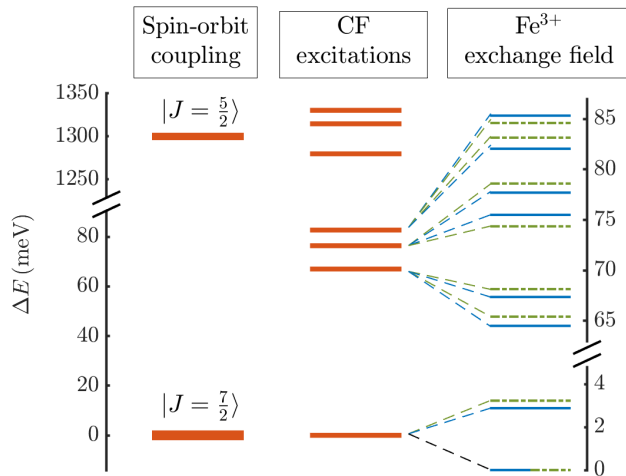 Spin-orbit
coupling
CF
excitations
Fe³⁺
exchange field
1350
1300
1250
80
60
40
20
0
ΔE (meV)
|J = 5/2⟩
|J = 7/2⟩
85
80
75
70
65
4
2
0